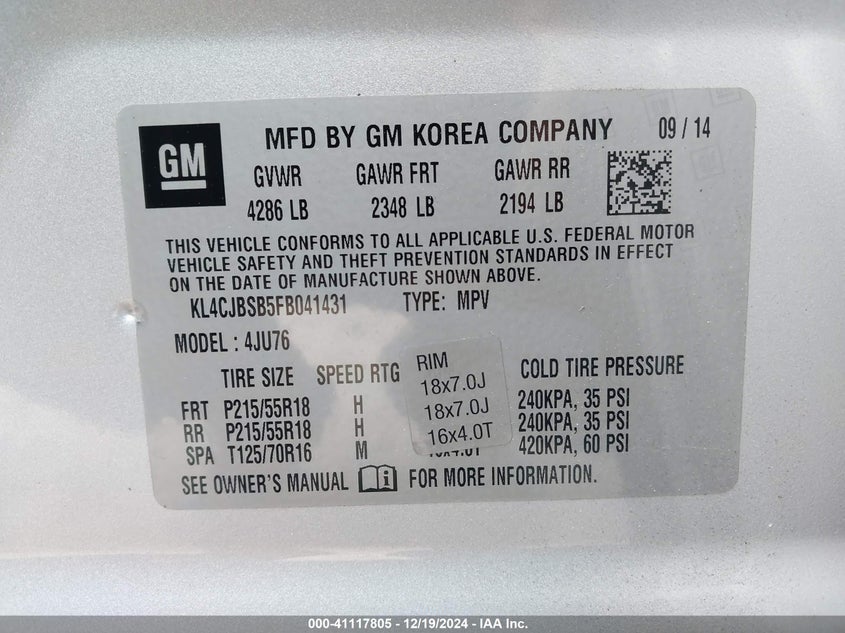 GM
MFD BY GM KOREA COMPANY 09 / 14
GVWR GAWR FRT GAWR RR
4286 LB 2348 LB 2194 LB
THIS VEHICLE CONFORMS TO ALL APPLICABLE U.S. FEDERAL MOTOR
VEHICLE SAFETY AND THEFT PREVENTION STANDARDS IN EFFECT
ON THE DATE OF MANUFACTURE SHOWN ABOVE.
KL4CJBSB5FB041431 TYPE: MPV
MODEL : 4JU76
TIRE SIZE SPEED RTG RIM COLD TIRE PRESSURE
FRT P215/55R18 H 18x7.0J 240KPA, 35 PSI
RR P215/55R18 H 18x7.0J 240KPA, 35 PSI
SPA T125/70R16 M 16x4.0T 420KPA, 60 PSI
SEE OWNER'S MANUAL FOR MORE INFORMATION.
000-41117805 - 12/19/2024 - IAA Inc.